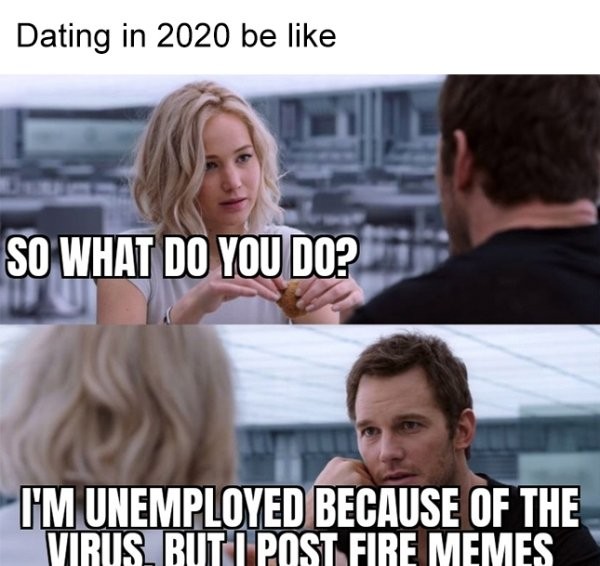 Dating in 2020 be like
SO WHAT DO YOU DO?
I'M UNEMPLOYED BECAUSE OF THE
VIRUS, BUT I POST FIRE MEMES